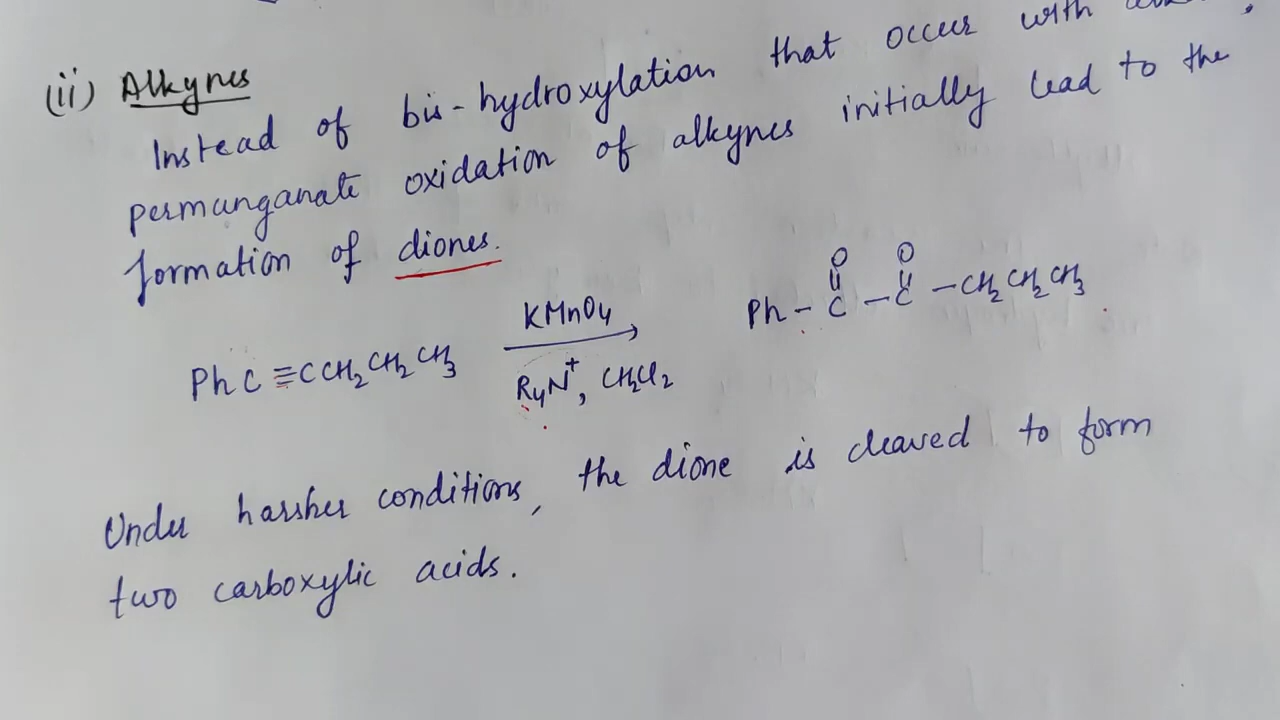 (ii) Alkynes
Instead of bis-hydroxylation that occur with
permanganate oxidation of alkynes initially lead to the
formation of diones.
PhC≡CCH₂CH₂CH₃ KMnO₄ R₄N⁺, CH₂Cl₂ → Ph-C(=O)-C(=O)-CH₂CH₂CH₃
Under harsher conditions, the dione is cleaved to form
two carboxylic acids.